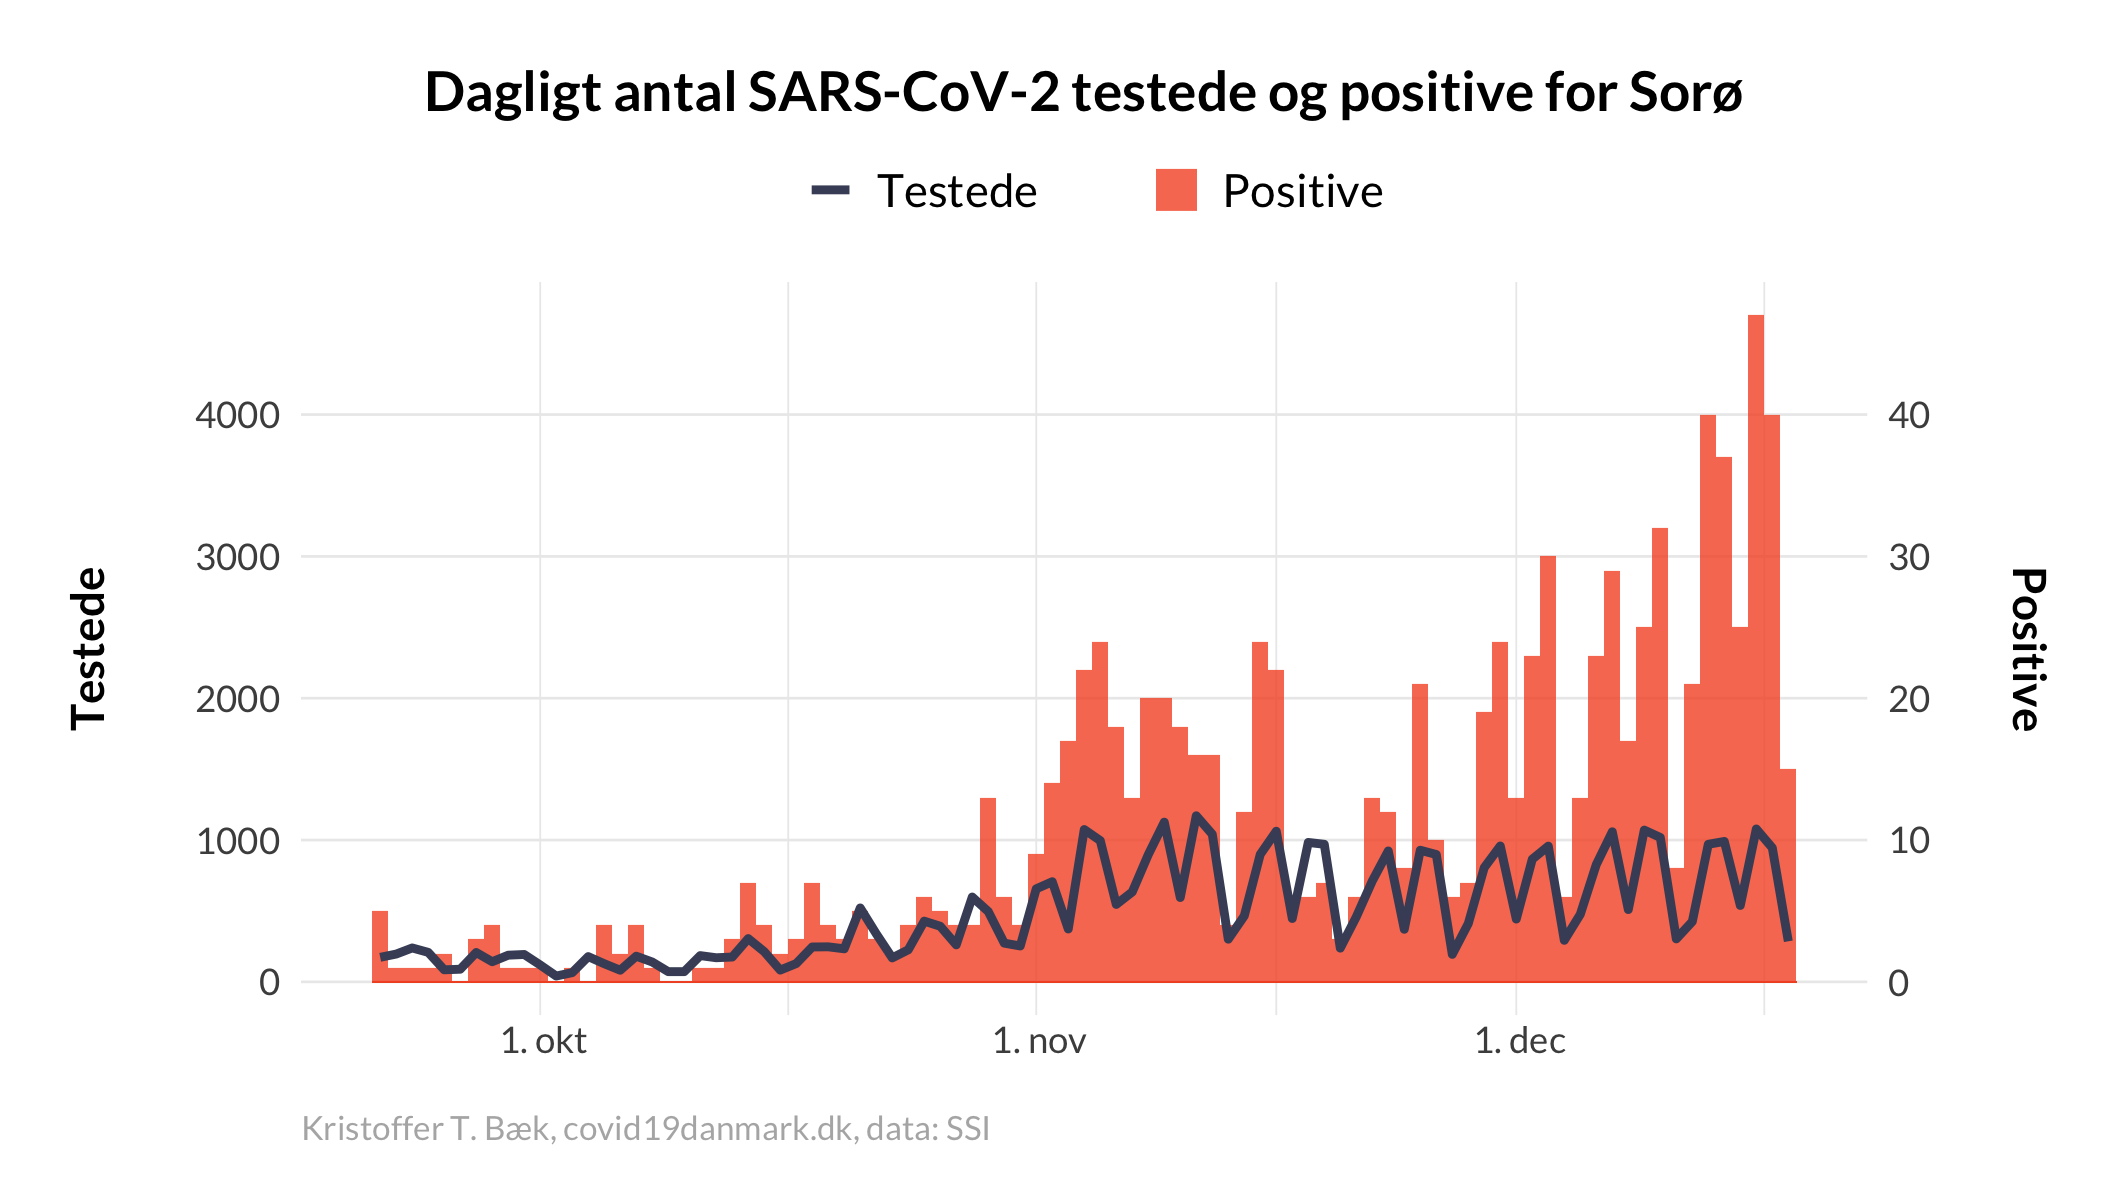 Dagligt antal SARS-CoV-2 testede og positive for Sorø
Testede
Positive
4000
3000
2000
1000
0
40
30
20
10
0
Testede
Positive
1. okt
1. nov
1. dec
Kristoffer T. Bæk, covid19danmark.dk, data: SSI